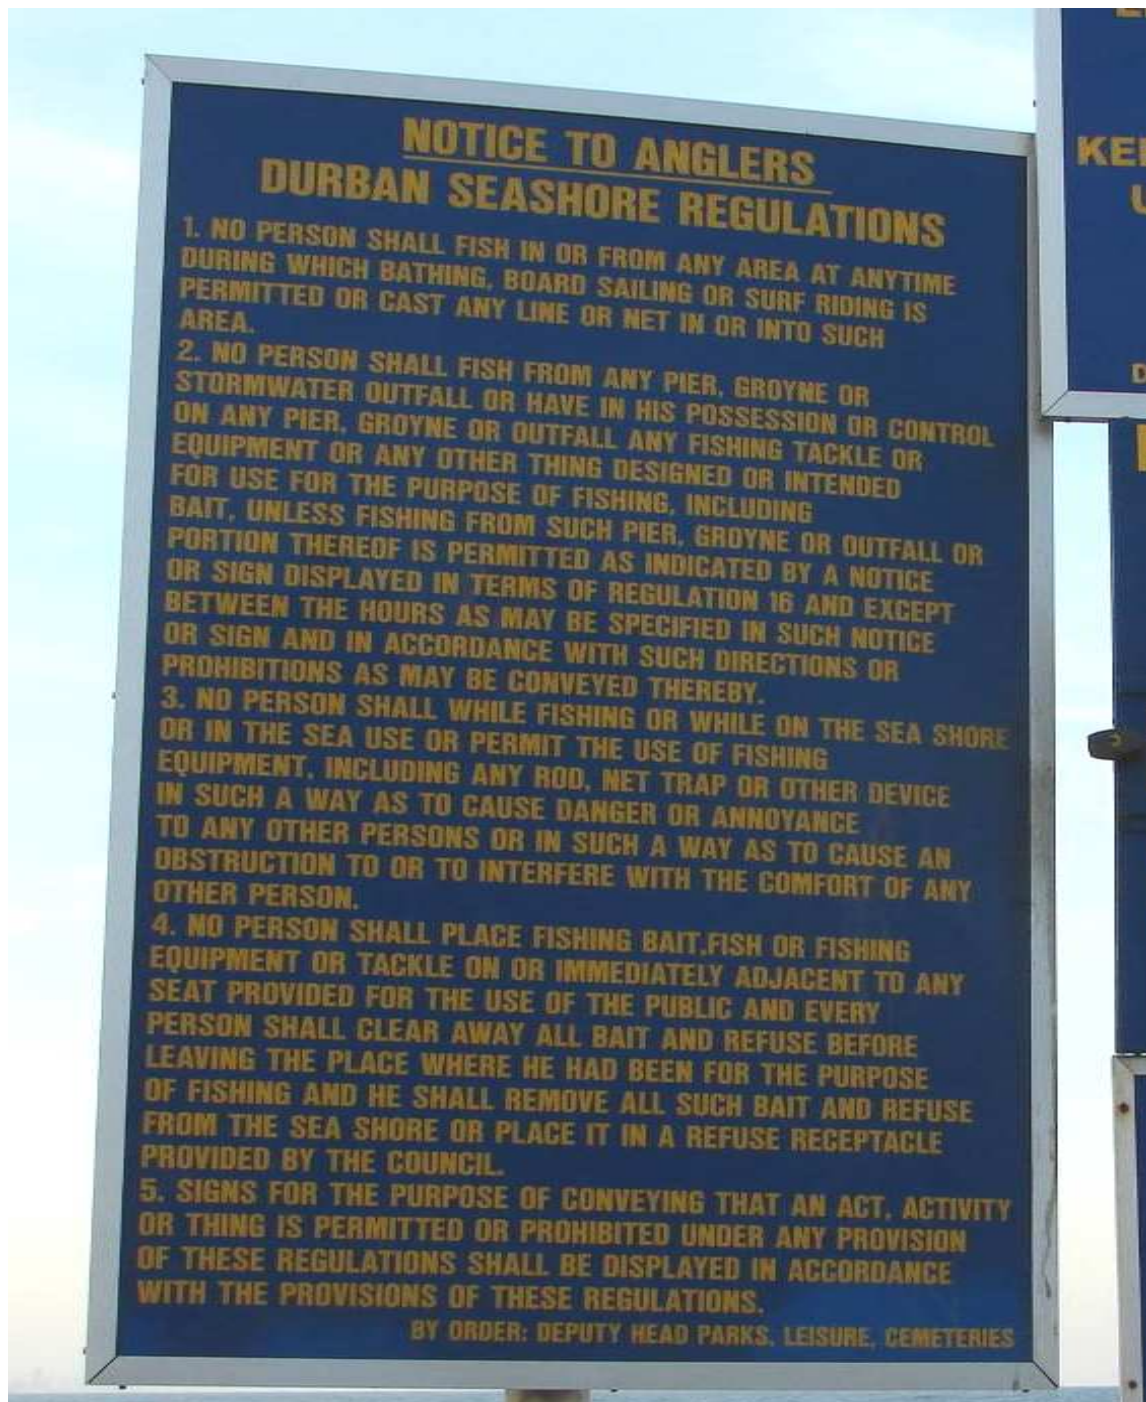 NOTICE TO ANGLERS
DURBAN SEASHORE REGULATIONS
1. NO PERSON SHALL FISH IN OR FROM ANY AREA AT ANYTIME
DURING WHICH BATHING, BOARD SAILING OR SURF RIDING IS
PERMITTED OR CAST ANY LINE OR NET IN OR INTO SUCH
AREA.
2. NO PERSON SHALL FISH FROM ANY PIER, GROYNE OR
STORMWATER OUTFALL OR HAVE IN HIS POSSESSION OR CONTROL
ON ANY PIER, GROYNE OR OUTFALL ANY FISHING TACKLE OR
EQUIPMENT OR ANY OTHER THING DESIGNED OR INTENDED
FOR USE FOR THE PURPOSE OF FISHING, INCLUDING
BAIT, UNLESS FISHING FROM SUCH PIER, GROYNE OR OUTFALL OR
PORTION THEREOF IS PERMITTED AS INDICATED BY A NOTICE
OR SIGN DISPLAYED IN TERMS OF REGULATION 16 AND EXCEPT
BETWEEN THE HOURS AS MAY BE SPECIFIED IN SUCH NOTICE
OR SIGN AND IN ACCORDANCE WITH SUCH DIRECTIONS OR
PROHIBITIONS AS MAY BE CONVEYED THEREBY.
3. NO PERSON SHALL WHILE FISHING OR WHILE ON THE SEA SHORE
OR IN THE SEA USE OR PERMIT THE USE OF FISHING
EQUIPMENT, INCLUDING ANY ROD, NET TRAP OR OTHER DEVICE
IN SUCH A WAY AS TO CAUSE DANGER OR ANNOYANCE
TO ANY OTHER PERSONS OR IN SUCH A WAY AS TO CAUSE AN
OBSTRUCTION TO OR TO INTERFERE WITH THE COMFORT OF ANY
OTHER PERSON.
4. NO PERSON SHALL PLACE FISHING BAIT,FISH OR FISHING
EQUIPMENT OR TACKLE ON OR IMMEDIATELY ADJACENT TO ANY
SEAT PROVIDED FOR THE USE OF THE PUBLIC AND EVERY
PERSON SHALL CLEAR AWAY ALL BAIT AND REFUSE BEFORE
LEAVING THE PLACE WHERE HE HAD BEEN FOR THE PURPOSE
OF FISHING AND HE SHALL REMOVE ALL SUCH BAIT AND REFUSE
FROM THE SEA SHORE OR PLACE IT IN A REFUSE RECEPTACLE
PROVIDED BY THE COUNCIL.
5. SIGNS FOR THE PURPOSE OF CONVEYING THAT AN ACT, ACTIVITY
OR THING IS PERMITTED OR PROHIBITED UNDER ANY PROVISION
OF THESE REGULATIONS SHALL BE DISPLAYED IN ACCORDANCE
WITH THE PROVISIONS OF THESE REGULATIONS.
BY ORDER: DEPUTY HEAD PARKS, LEISURE, CEMETERIES